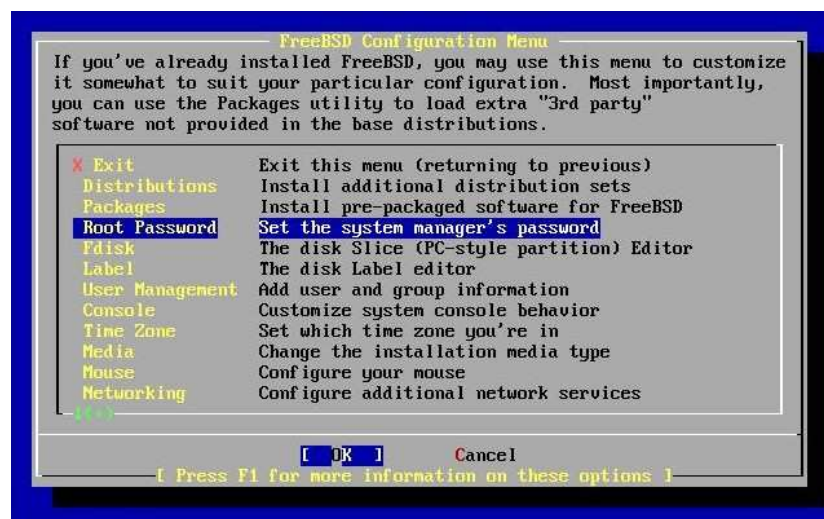 FreeBSD Configuration Menu
If you've already installed FreeBSD, you may use this menu to customize
it somewhat to suit your particular configuration.  Most importantly,
you can use the Packages utility to load extra "3rd party"
software not provided in the base distributions.
X Exit Exit this menu (returning to previous)
Distributions Install additional distribution sets
Packages Install pre-packaged software for FreeBSD
Root Password Set the system manager's password
Fdisk The disk Slice (PC-style partition) Editor
Label The disk Label editor
User Management Add user and group information
Console Customize system console behavior
Time Zone Set which time zone you're in
Media Change the installation media type
Mouse Configure your mouse
Networking Configure additional network services
↓(+)
[ OK ] Cancel
[ Press F1 for more information on these options ]